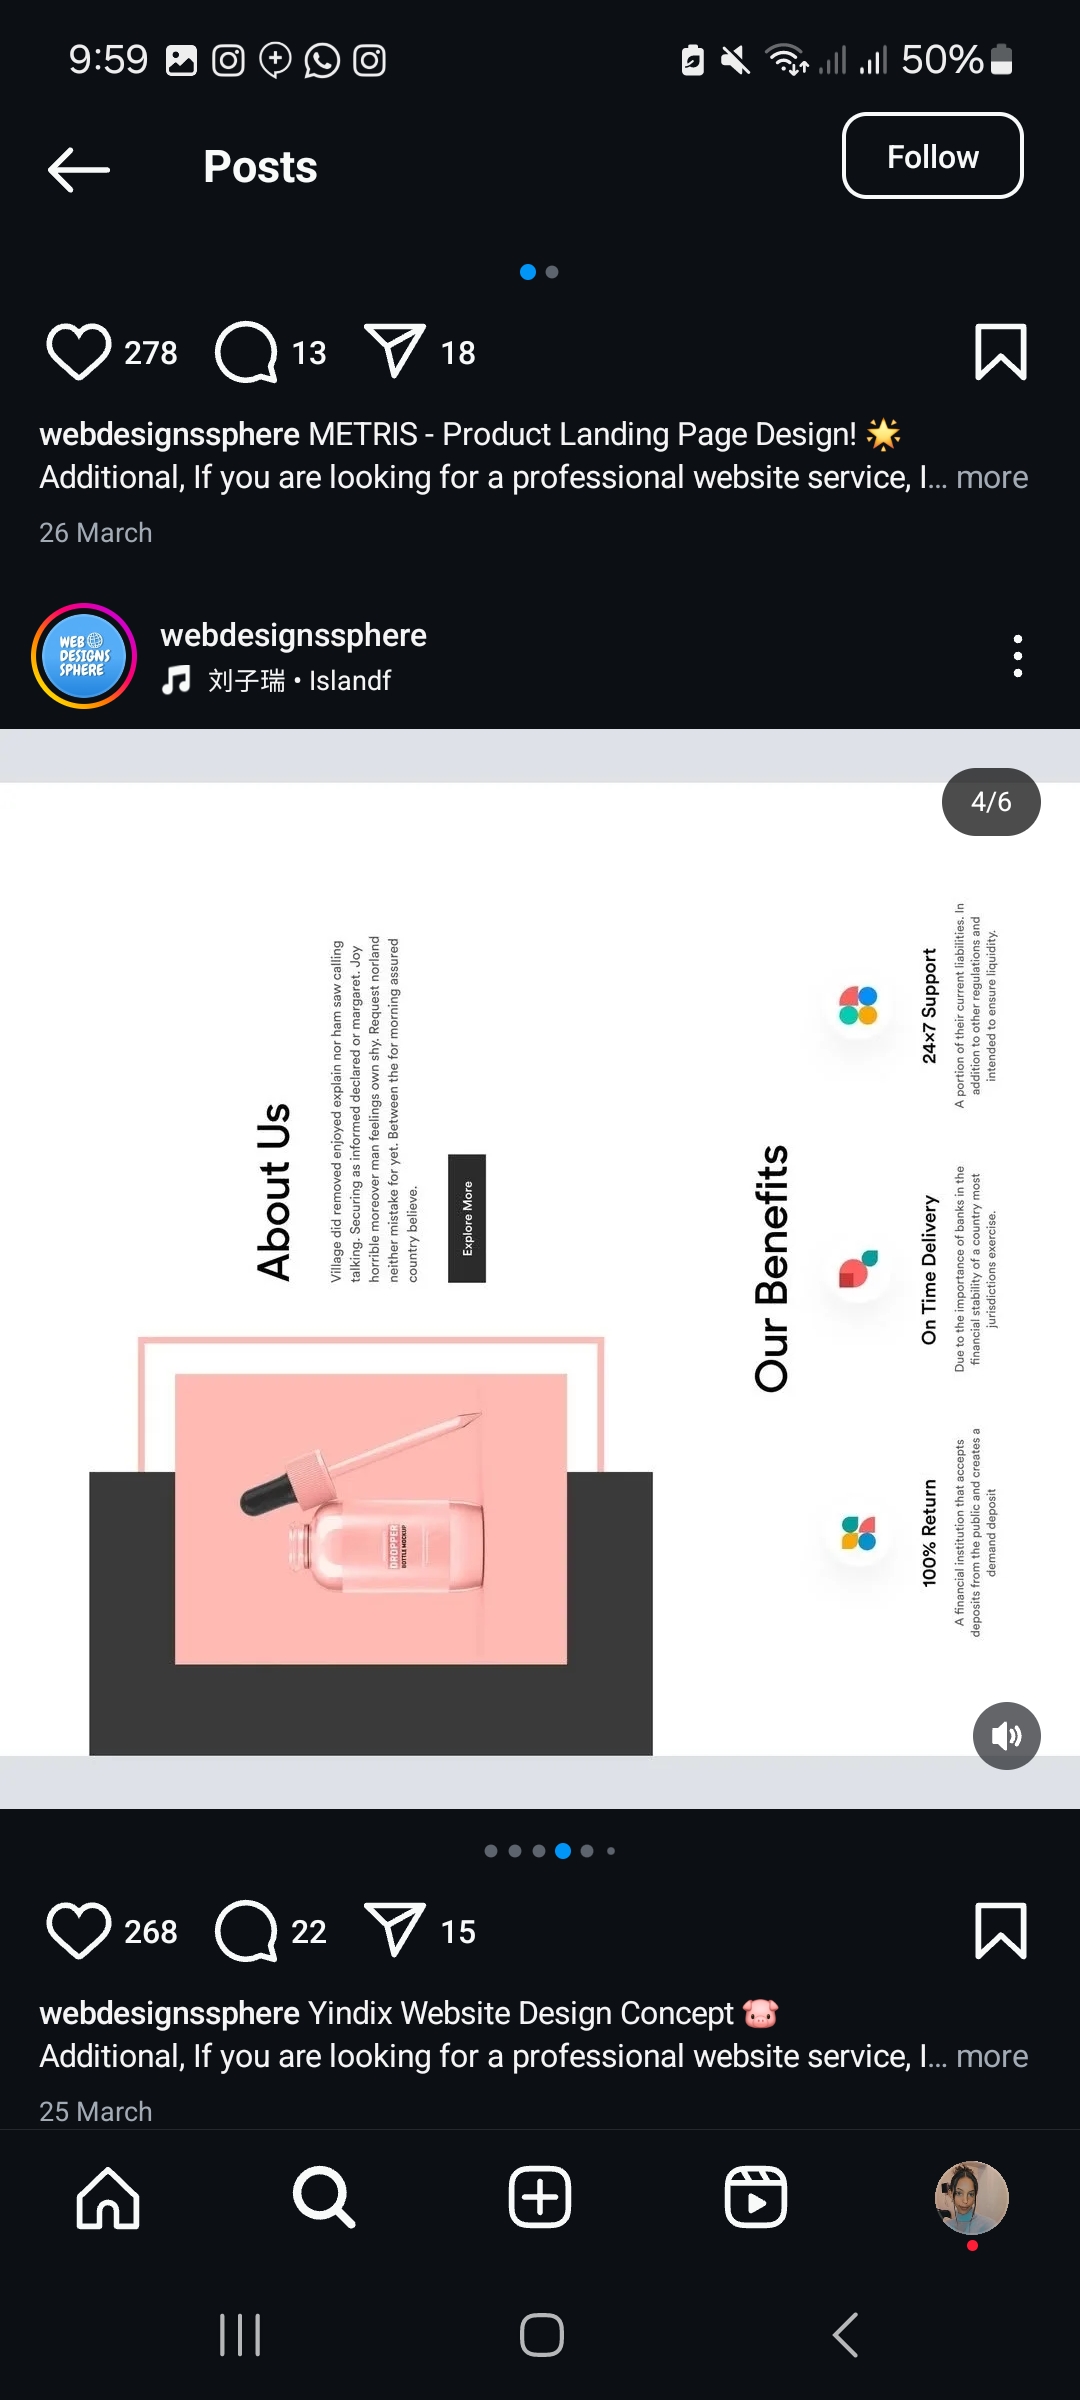 9:59
50%
Posts
Follow
278
13
18
webdesignssphere METRIS - Product Landing Page Design! 🌟
Additional, If you are looking for a professional website service, I... more
26 March
WEB
DESIGNS
SPHERE
webdesignssphere
刘子瑞 • Islandf
4/6
About Us
Village did removed enjoyed explain nor ham saw calling
talking. Securing as informed declared or margaret. Joy
horrible moreover man feelings own shy. Request norland
neither mistake for yet. Between the for morning assured
country believe.
Explore More
DROPPER
BOTTLE MOCKUP
Our Benefits
100% Return
A financial institution that accepts
deposits from the public and creates a
demand deposit
On Time Delivery
Due to the importance of banks in the
financial stability of a country most
jurisdictions exercise.
24×7 Support
A portion of their current liabilities. In
addition to other regulations and
intended to ensure liquidity.
268
22
15
webdesignssphere Yindix Website Design Concept 🐷
Additional, If you are looking for a professional website service, I... more
25 March